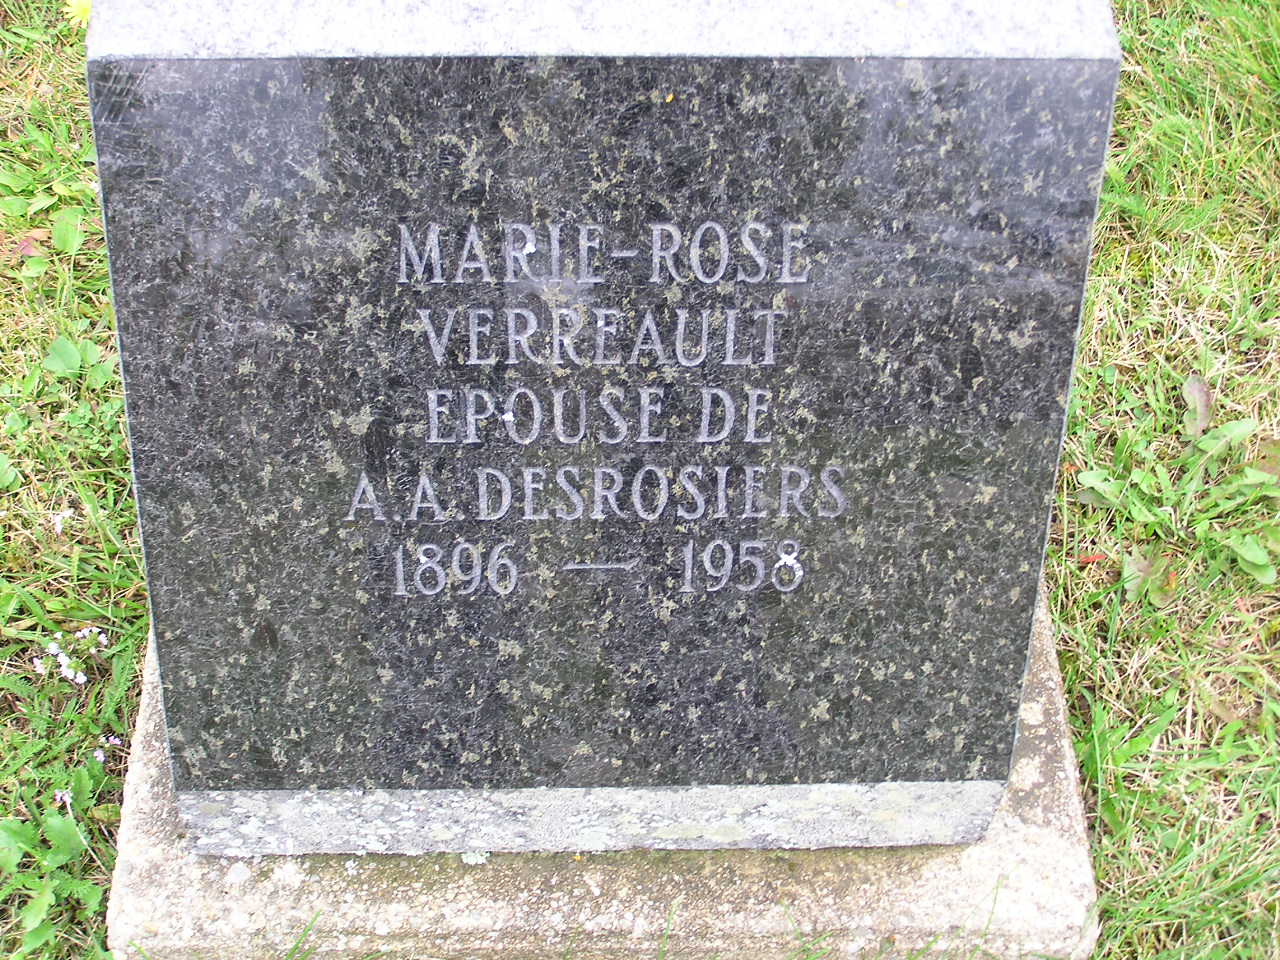 MARIE-ROSE
VERREAULT
EPOUSE DE
A.A. DESROSIERS
1896 — 1958